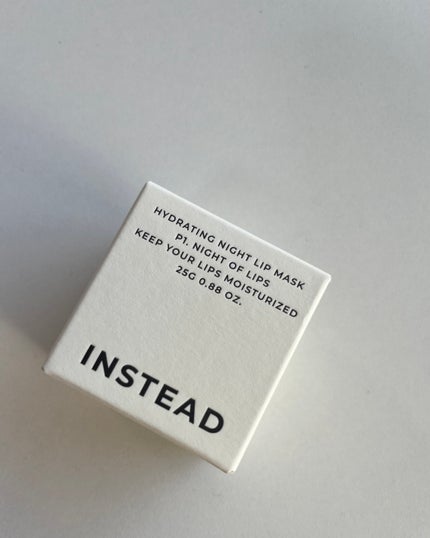 HYDRATING NIGHT LIP MASK
P1. NIGHT OF LIPS
KEEP YOUR LIPS MOISTURIZED
25G 0.88 OZ.
INSTEAD